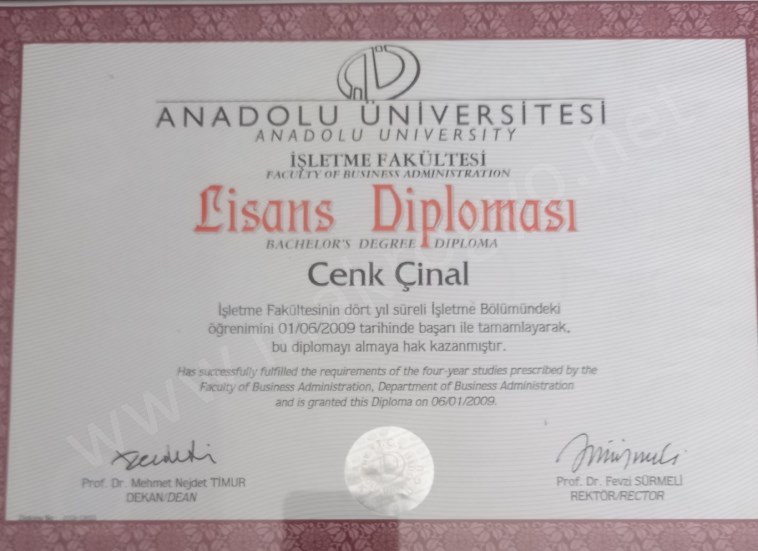 ANADOLU ÜNİVERSİTESİ
ANADOLU UNIVERSITY
İŞLETME FAKÜLTESİ
FACULTY OF BUSINESS ADMINISTRATION
Lisans Diploması
BACHELOR'S DEGREE DIPLOMA
Cenk Çinal
İşletme Fakültesinin dört yıl süreli İşletme Bölümündeki
öğrenimini 01/06/2009 tarihinde başarı ile tamamlayarak,
bu diplomayı almaya hak kazanmıştır.
Has successfully fulfilled the requirements of the four-year studies prescribed by the
Faculty of Business Administration, Department of Business Administration
and is granted this Diploma on 06/01/2009.
Prof. Dr. Mehmet Nejdet TİMUR
DEKAN/DEAN
Prof. Dr. Fevzi SÜRMELİ
REKTÖR/RECTOR